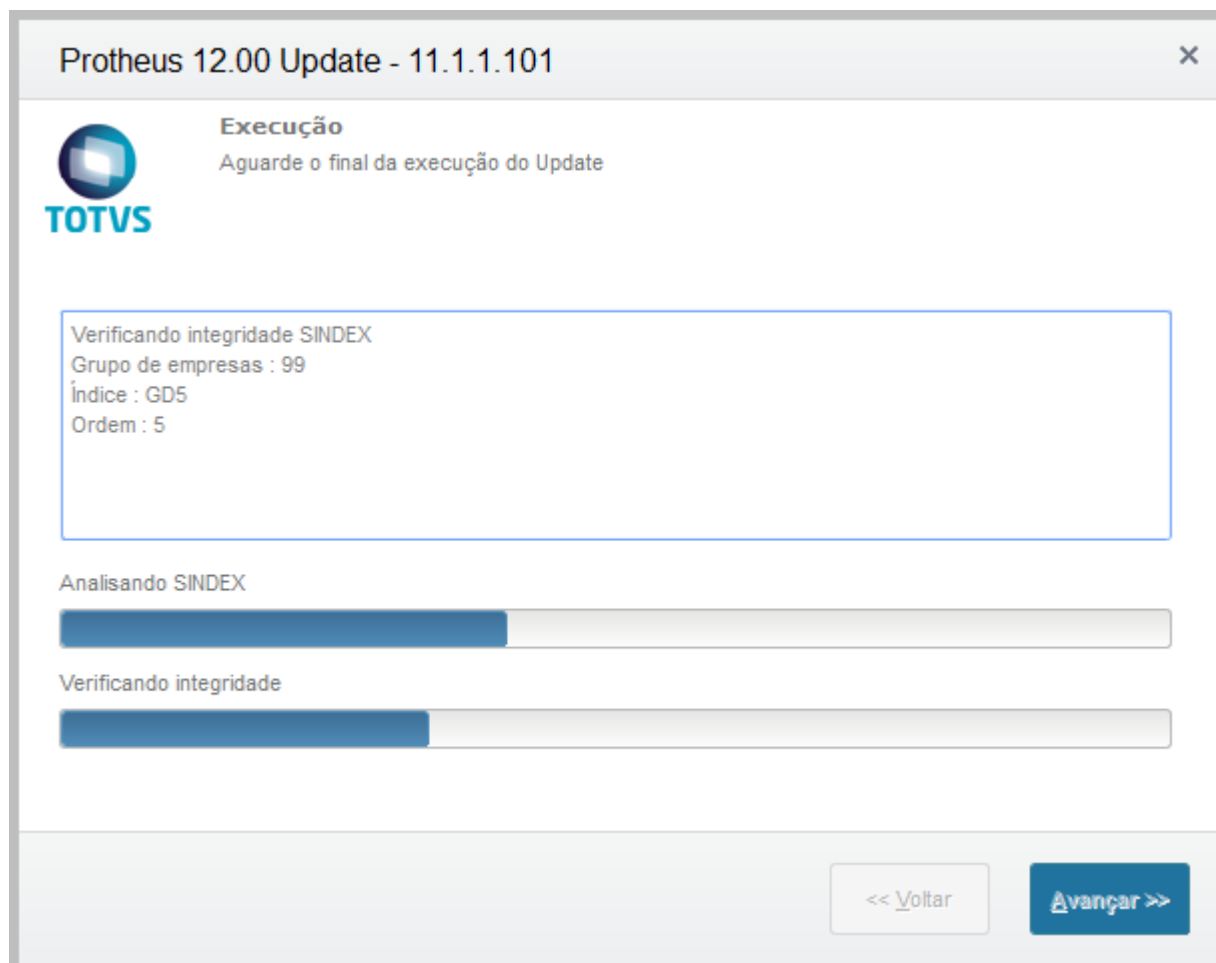 Protheus 12.00 Update - 11.1.1.101
×
Execução
Aguarde o final da execução do Update
TOTVS
Verificando integridade SINDEX
Grupo de empresas : 99
Índice : GD5
Ordem : 5
Analisando SINDEX
Verificando integridade
<< Voltar
Avançar >>